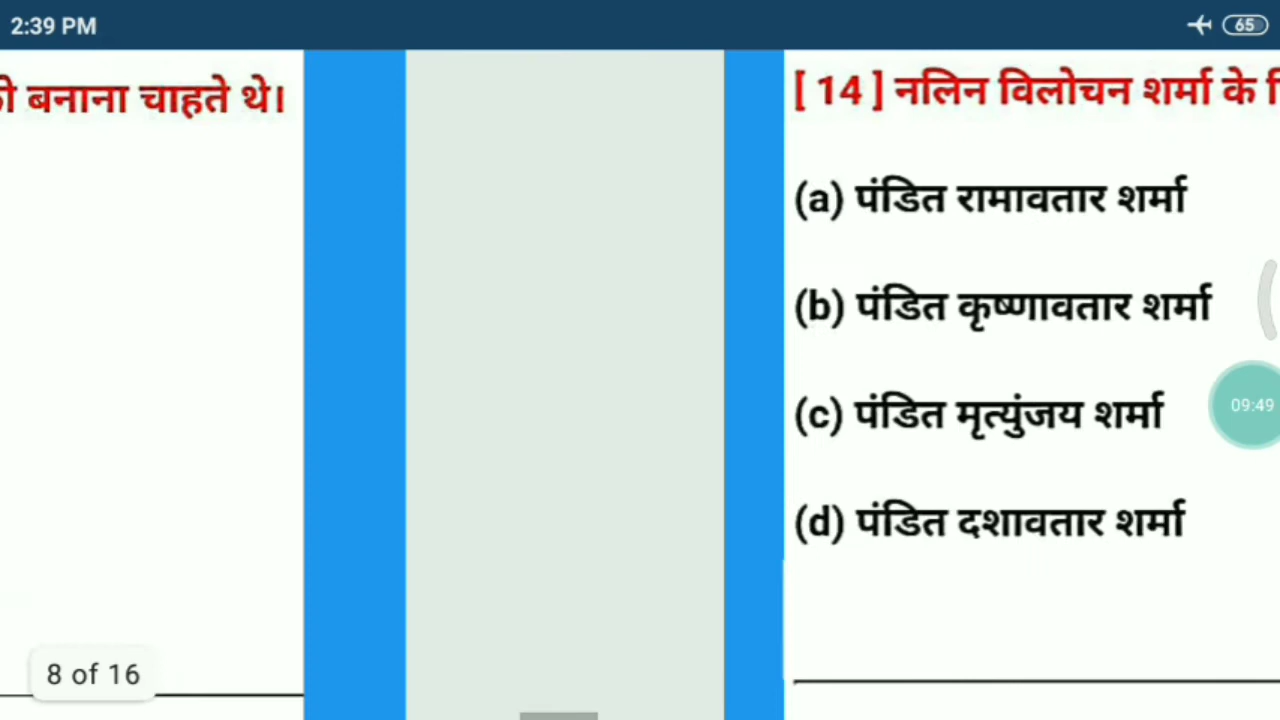 2:39 PM
65
बनाना चाहते थे।
[ 14 ] नलिन विलोचन शर्मा के
(a) पंडित रामावतार शर्मा
(b) पंडित कृष्णावतार शर्मा
(c) पंडित मृत्युंजय शर्मा
09:49
(d) पंडित दशावतार शर्मा
8 of 16